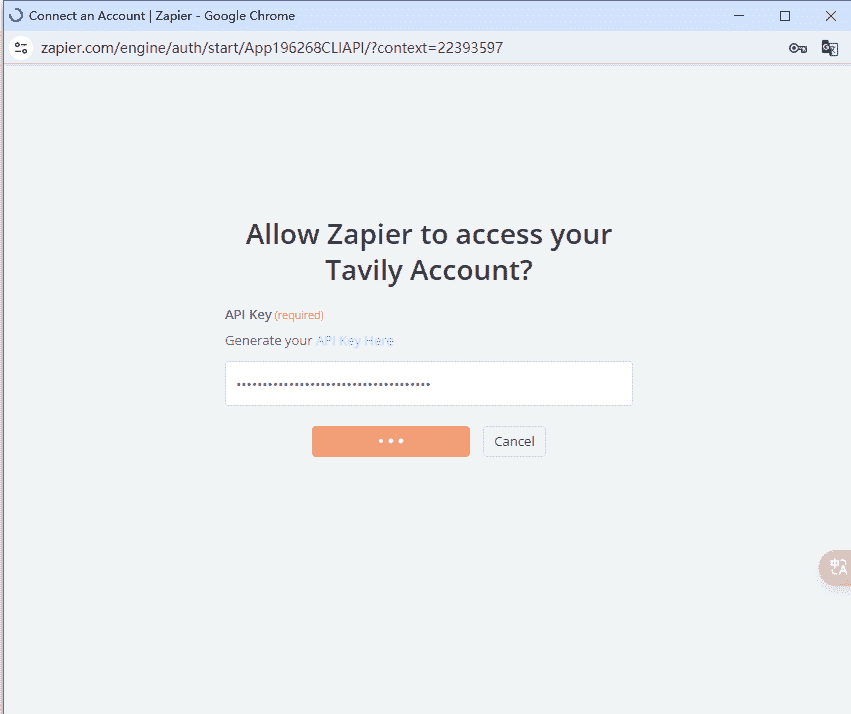 Connect an Account | Zapier - Google Chrome
zapier.com/engine/auth/start/App196268CLIAPI/?context=22393597
Allow Zapier to access your
Tavily Account?
API Key (required)
Generate your API Key Here
Cancel